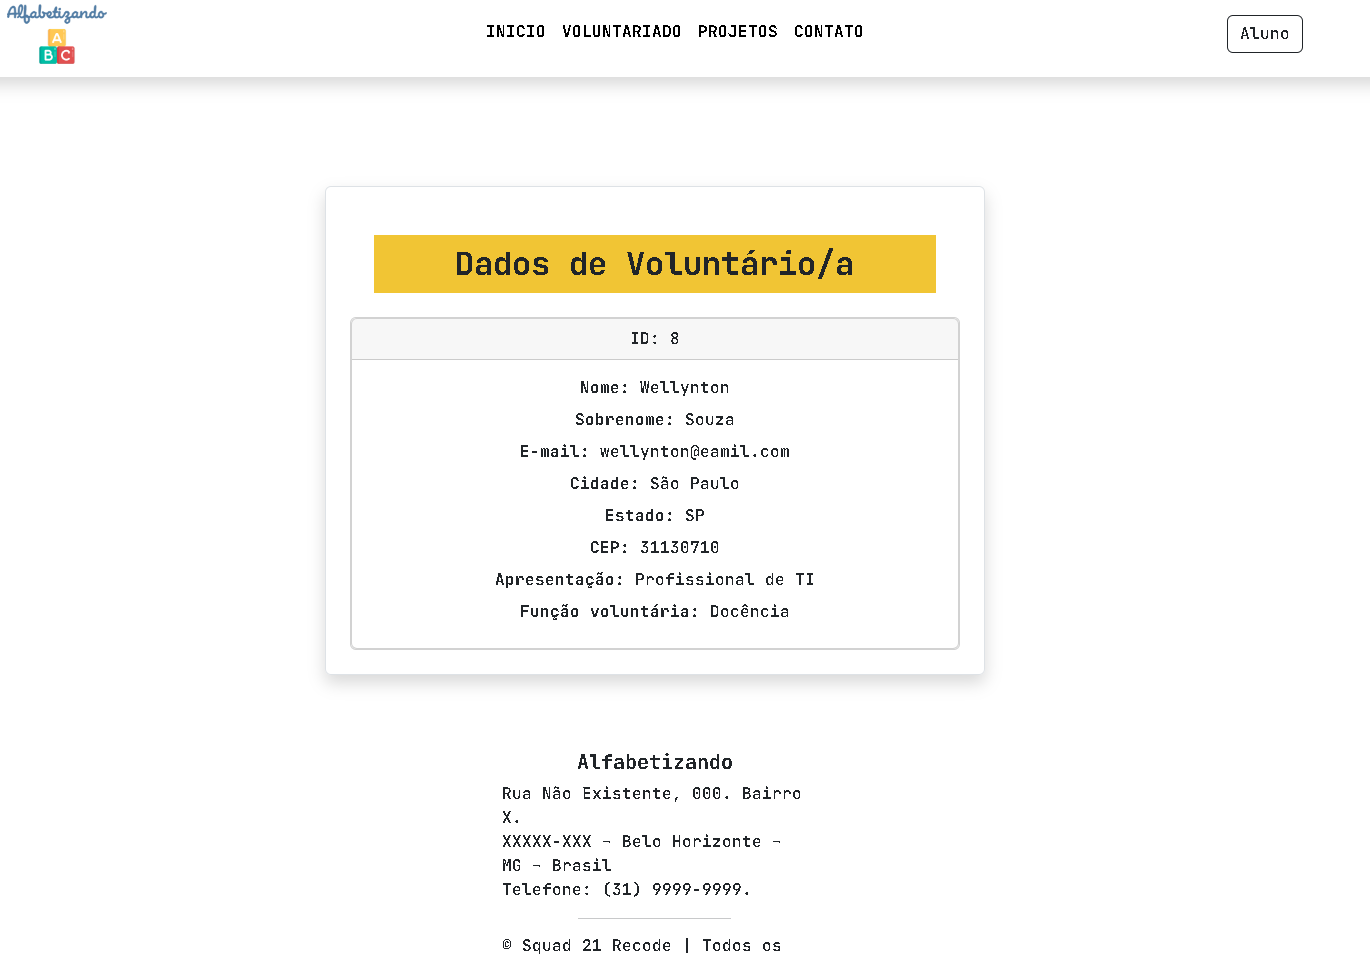 Alfabetizando
A
B C
INICIO VOLUNTARIADO PROJETOS CONTATO
Aluno
Dados de Voluntário/a
ID: 8
Nome: Wellynton
Sobrenome: Souza
E-mail: wellynton@eamil.com
Cidade: São Paulo
Estado: SP
CEP: 31130710
Apresentação: Profissional de TI
Função voluntária: Docência
Alfabetizando
Rua Não Existente, 000. Bairro
X.
XXXXX-XXX - Belo Horizonte -
MG - Brasil
Telefone: (31) 9999-9999.
© Squad 21 Recode | Todos os